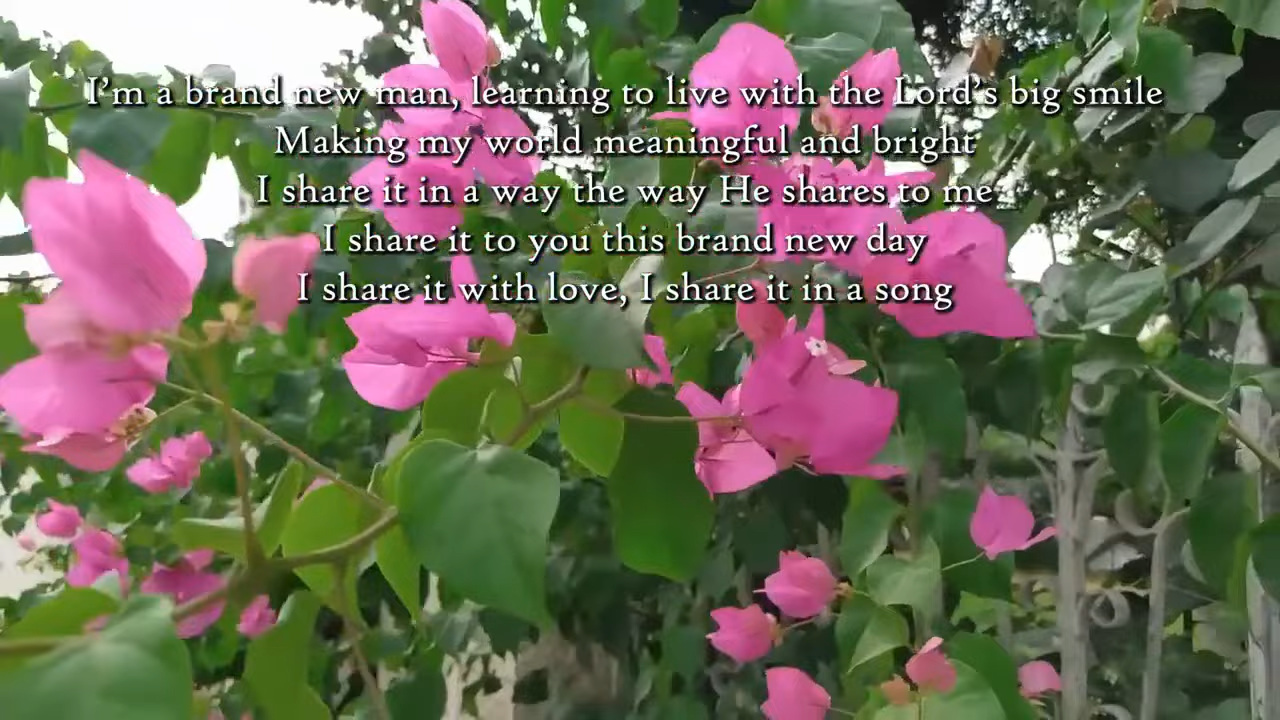 I'm a brand new man, learning to live with the Lord's big smile
Making my world meaningful and bright
I share it in a way the way He shares to me
I share it to you this brand new day
I share it with love, I share it in a song